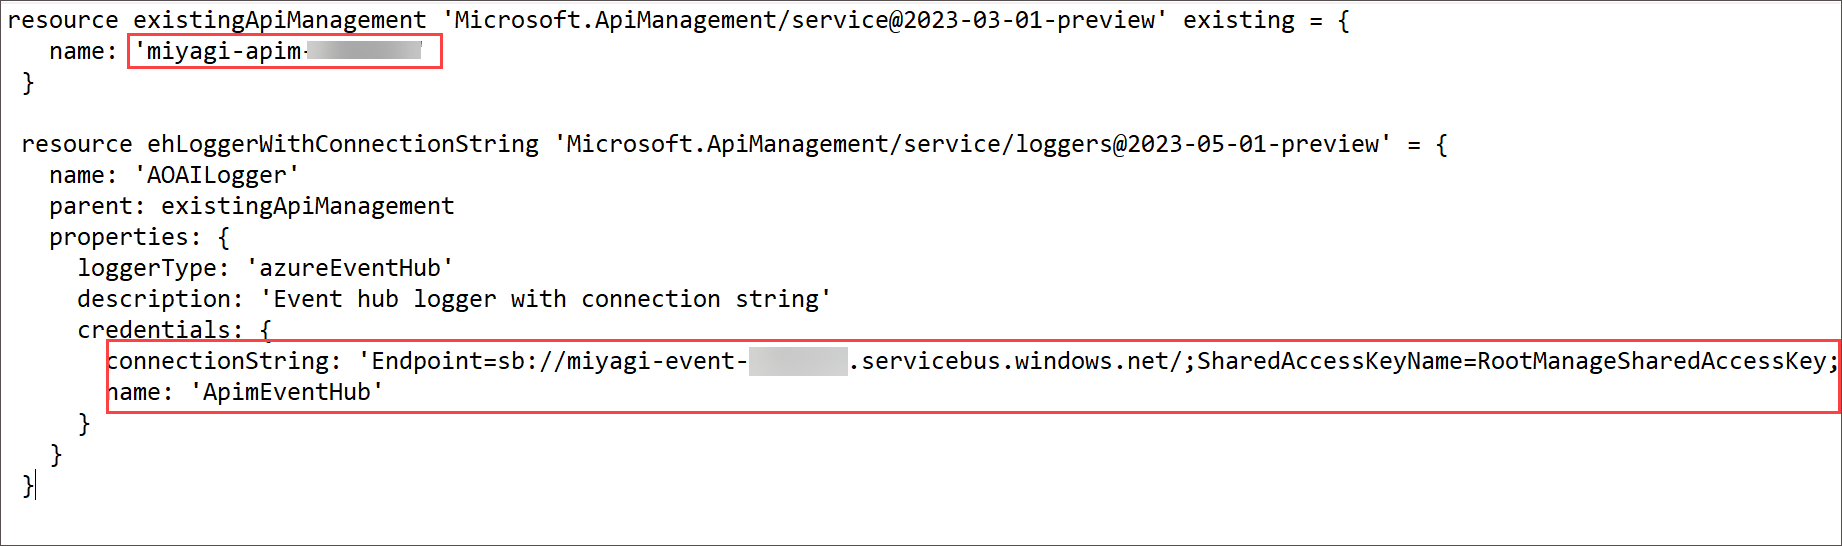 resource existingApiManagement 'Microsoft.ApiManagement/service@2023-03-01-preview' existing = {
name: 'miyagi-apim-
}
resource ehLoggerWithConnectionString 'Microsoft.ApiManagement/service/loggers@2023-05-01-preview' = {
name: 'AOAILogger'
parent: existingApiManagement
properties: {
loggerType: 'azureEventHub'
description: 'Event hub logger with connection string'
credentials: {
connectionString: 'Endpoint=sb://miyagi-event- .servicebus.windows.net/;SharedAccessKeyName=RootManageSharedAccessKey;
name: 'ApimEventHub'
}
}
}